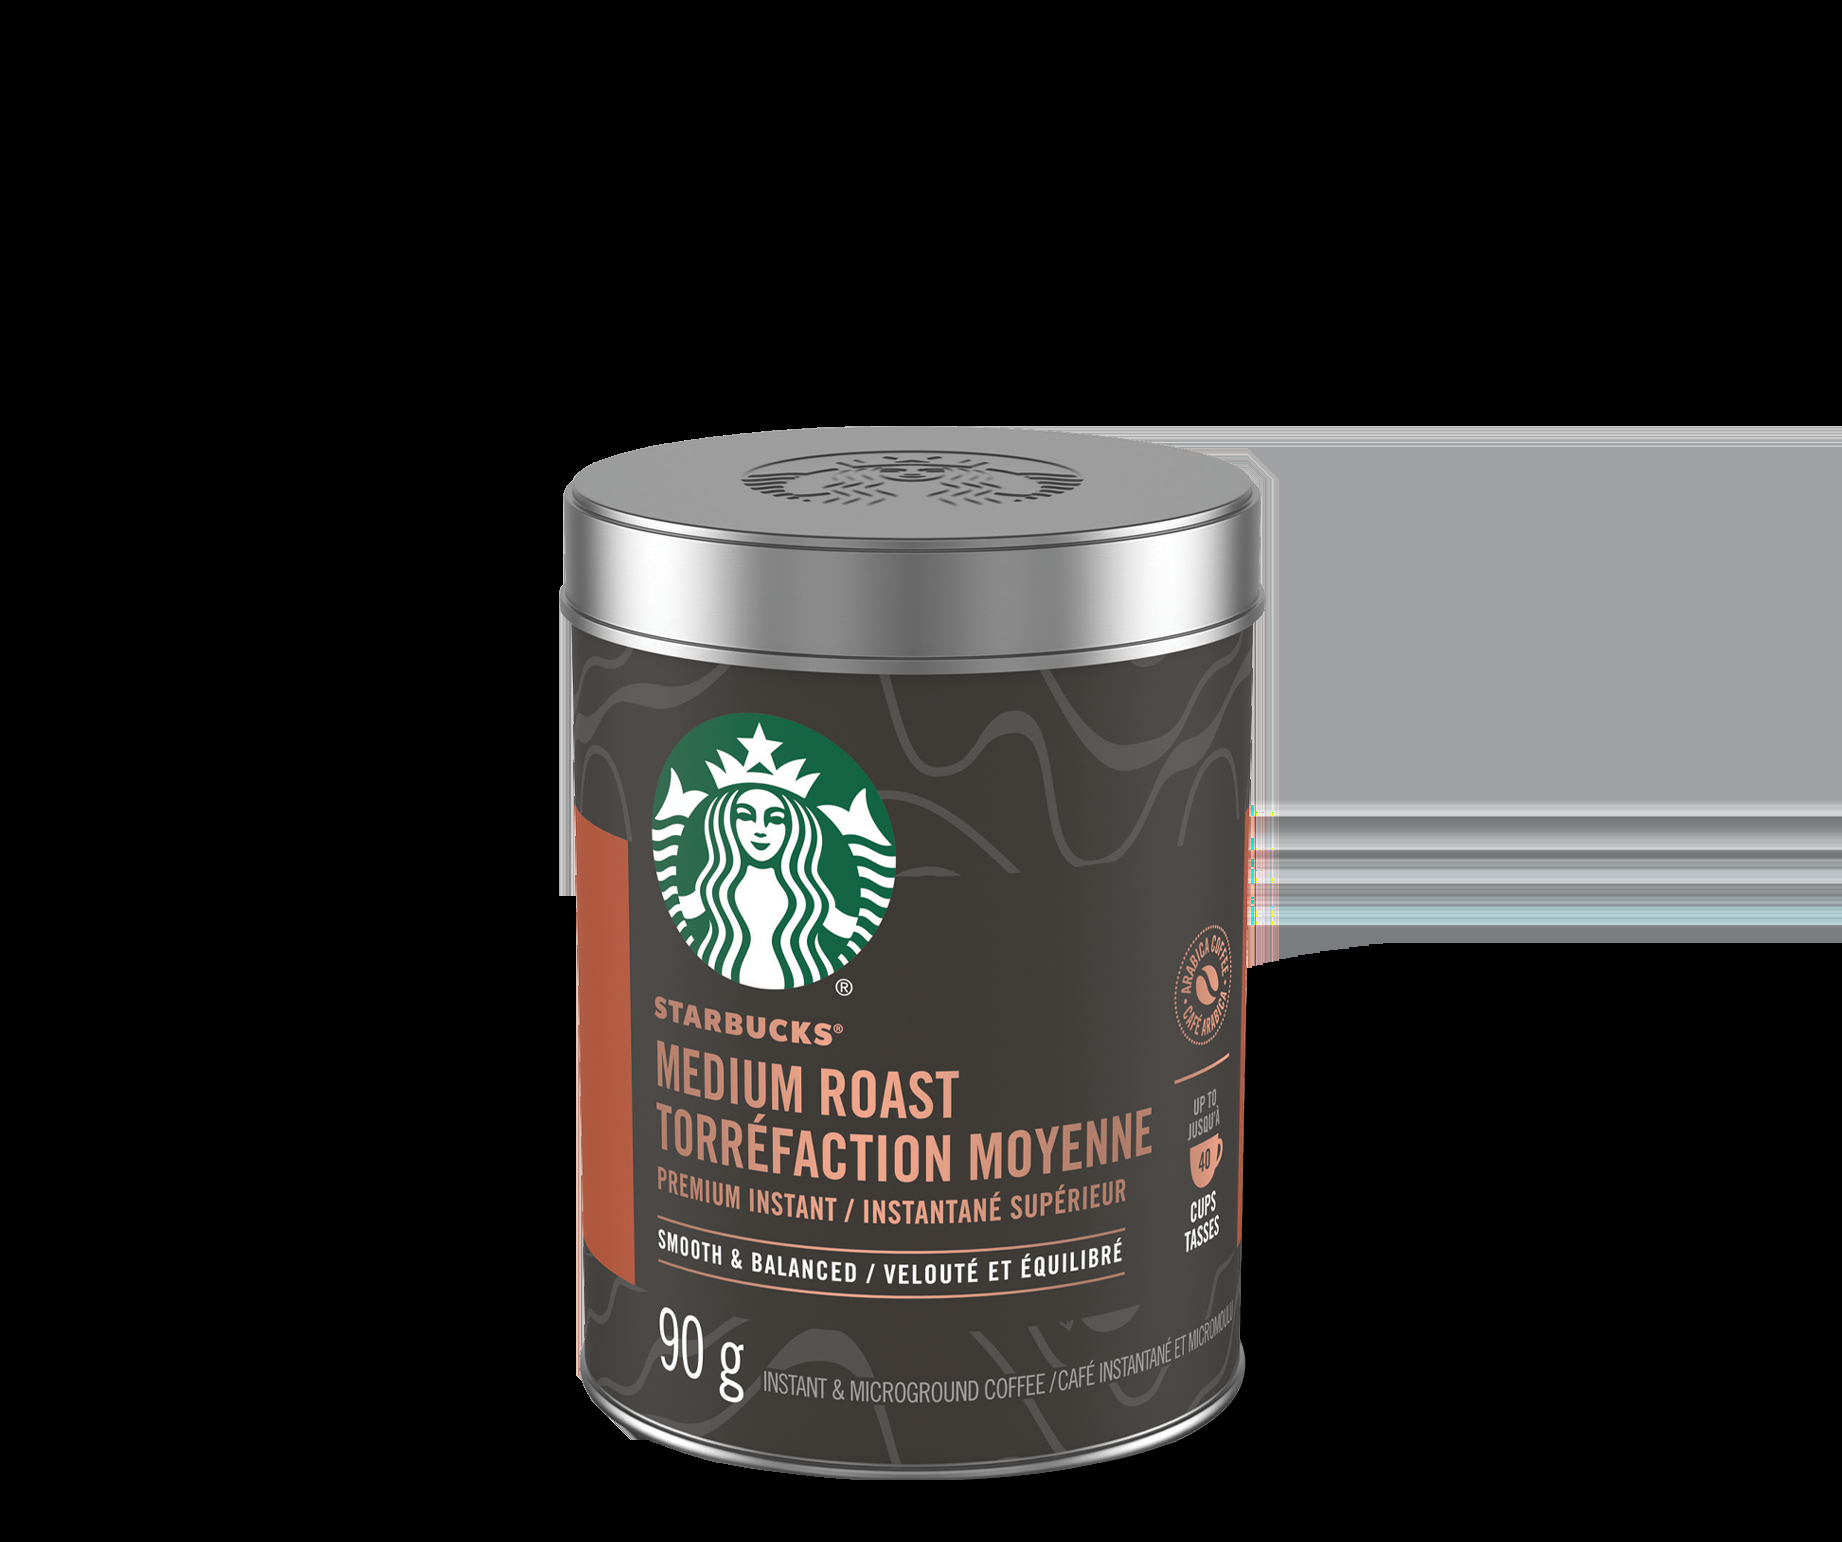 STARBUCKS®
MEDIUM ROAST
TORRÉFACTION MOYENNE
PREMIUM INSTANT / INSTANTANÉ SUPÉRIEUR
SMOOTH & BALANCED / VELOUTÉ ET ÉQUILIBRÉ
90 g
INSTANT & MICROGROUND COFFEE / CAFÉ INSTANTANÉ ET MICROMOULU
®
ARABICA COFFEE
CAFÉ ARABICA
UP TO
JUSQU'À
40
CUPS
TASSES